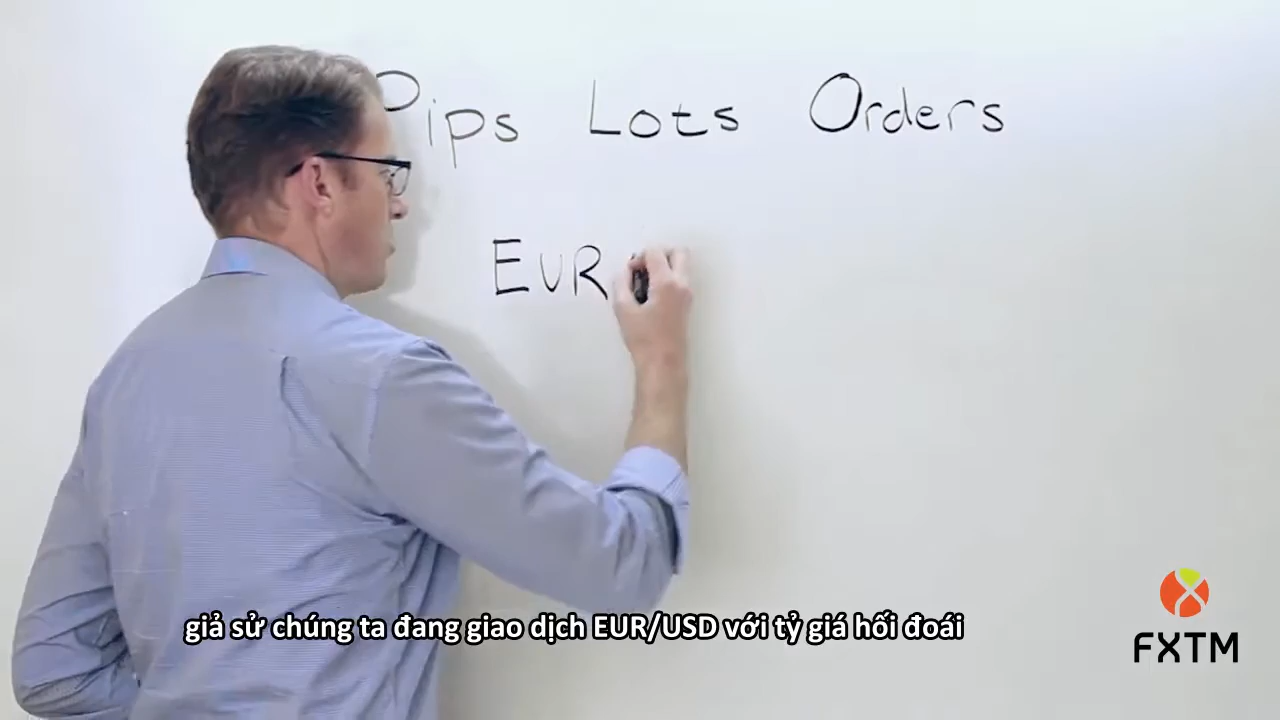 Pips Lots Orders
EUR
giả sử chúng ta đang giao dịch EUR/USD với tỷ giá hối đoái
FXTM